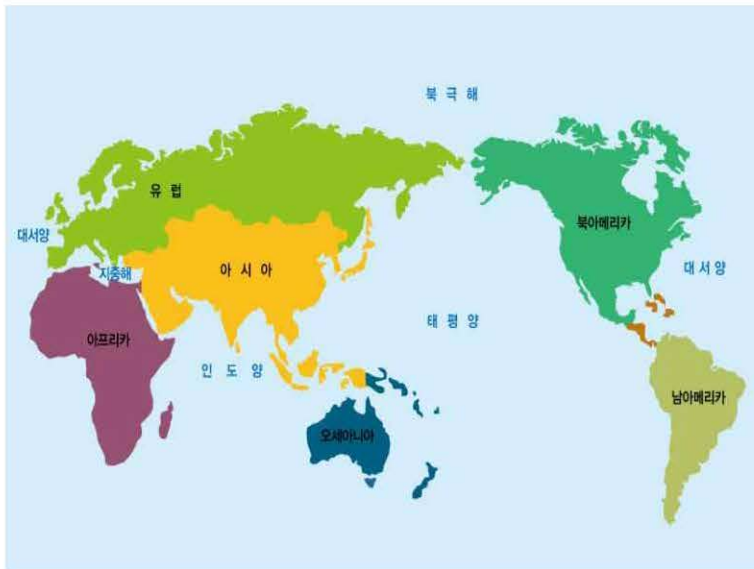 북 극 해
유 럽
북아메리카
대서양
아 시 아
지중해
대 서 양
태 평 양
아프리카
인 도 양
남아메리카
오세아니아